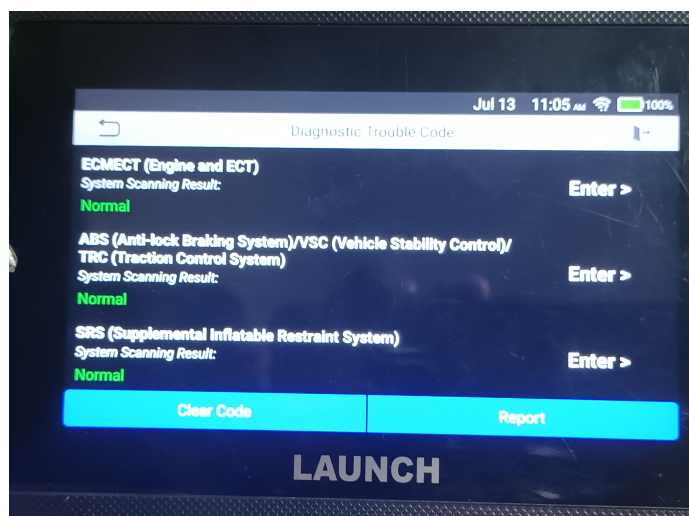 Jul 13 11:05 AM 100%
Diagnostic Trouble Code
ECMECT (Engine and ECT)
System Scanning Result:
Enter >
Normal
ABS (Anti-lock Braking System)/VSC (Vehicle Stability Control)/
TRC (Traction Control System)
System Scanning Result:
Enter >
Normal
SRS (Supplemental Inflatable Restraint System)
System Scanning Result:
Enter >
Normal
Clear Code Report
LAUNCH